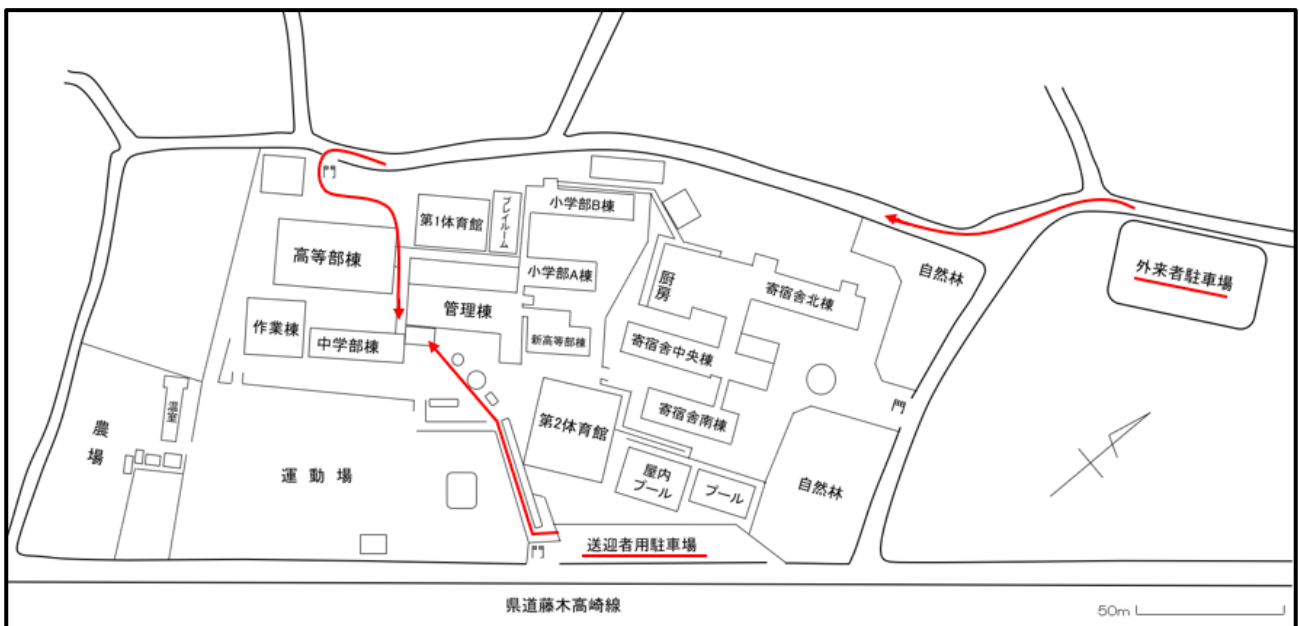 門
小学部B棟
プレイルーム
第1体育館
高等部棟
小学部A棟
厨房
寄宿舎北棟
自然林
外来者駐車場
管理棟
作業棟
中学部棟
新高等部棟
寄宿舎中央棟
温室
農場
第2体育館
寄宿舎南棟
門
運動場
屋内
プール
プール
自然林
門
送迎者用駐車場
県道藤木高崎線
50m